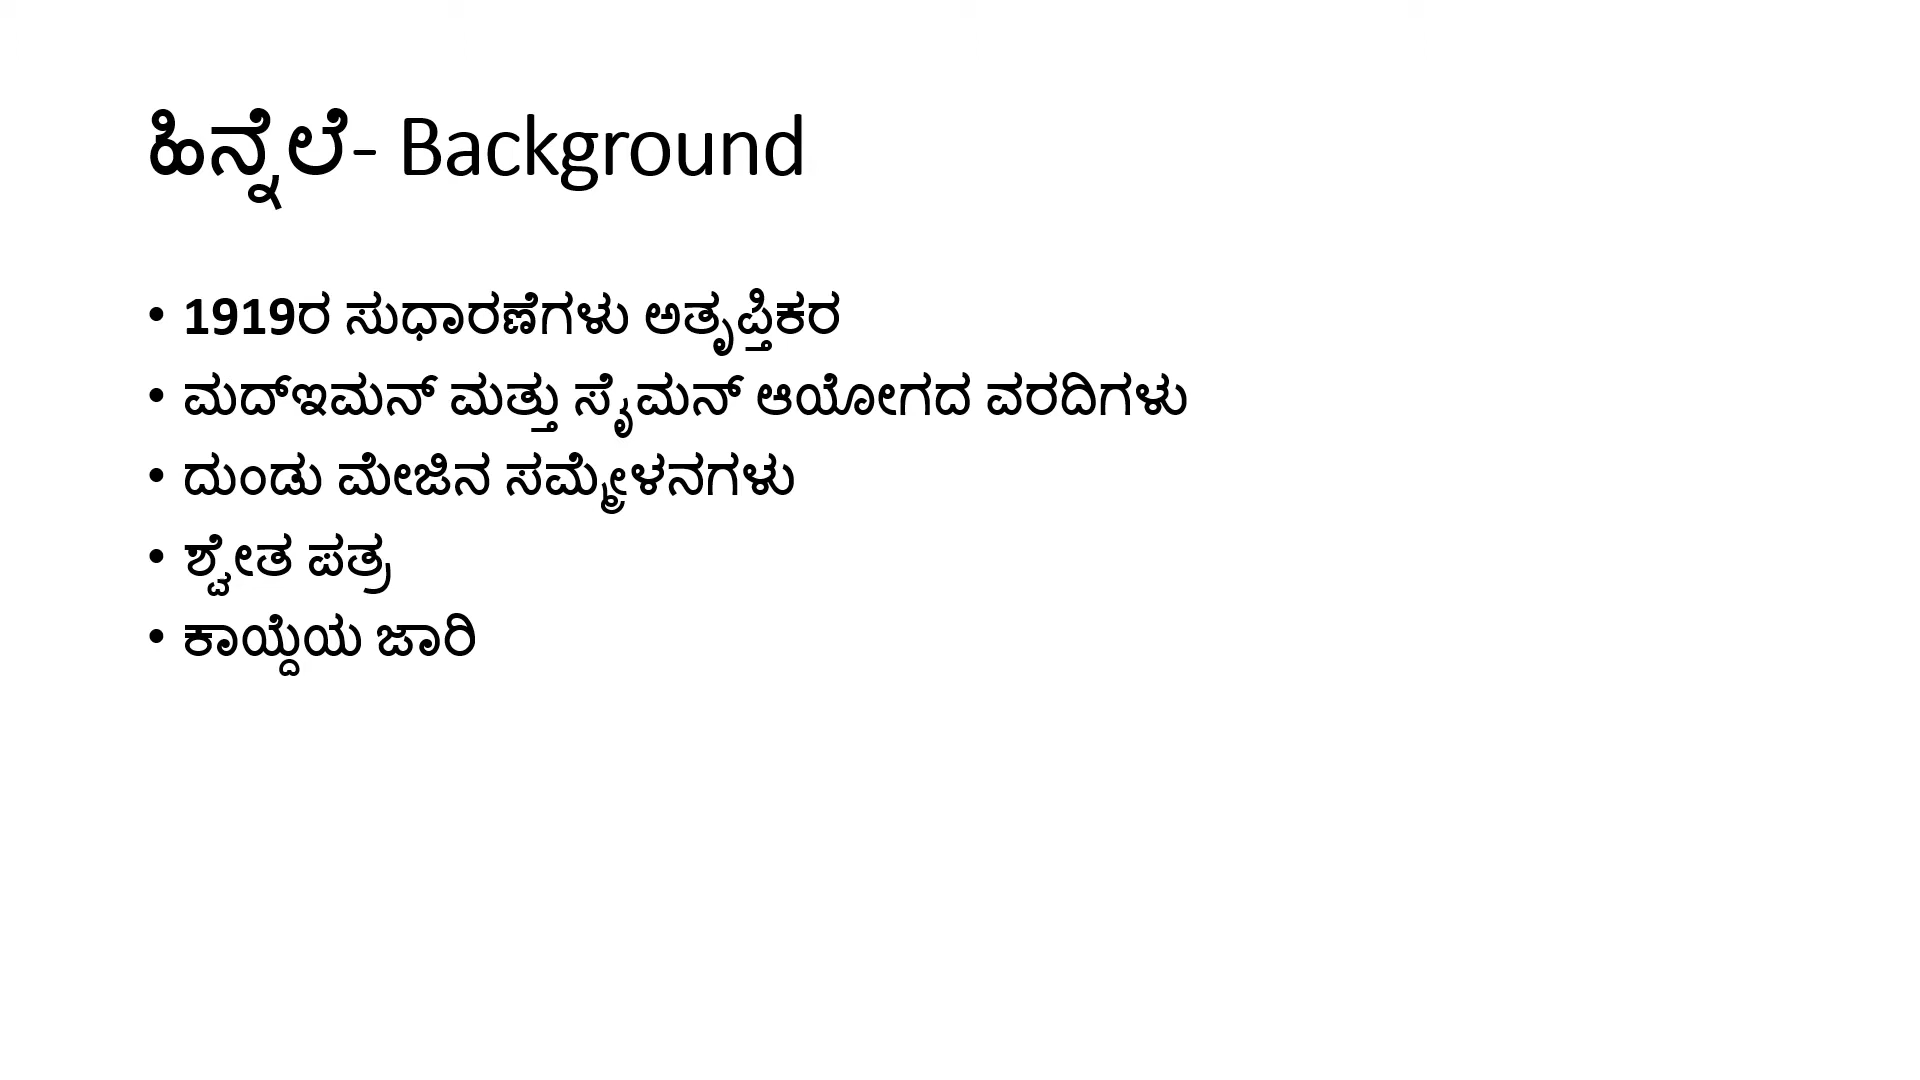 ಹಿನ್ನೆಲೆ- Background
• 1919ರ ಸುಧಾರಣೆಗಳು ಅತೃಪ್ತಿಕರ
• ಮದ್‌ಇಮನ್ ಮತ್ತು ಸೈಮನ್ ಆಯೋಗದ ವರದಿಗಳು
• ದುಂಡು ಮೇಜಿನ ಸಮ್ಮೇಳನಗಳು
• ಶ್ವೇತ ಪತ್ರ
• ಕಾಯ್ದೆಯ ಜಾರಿ